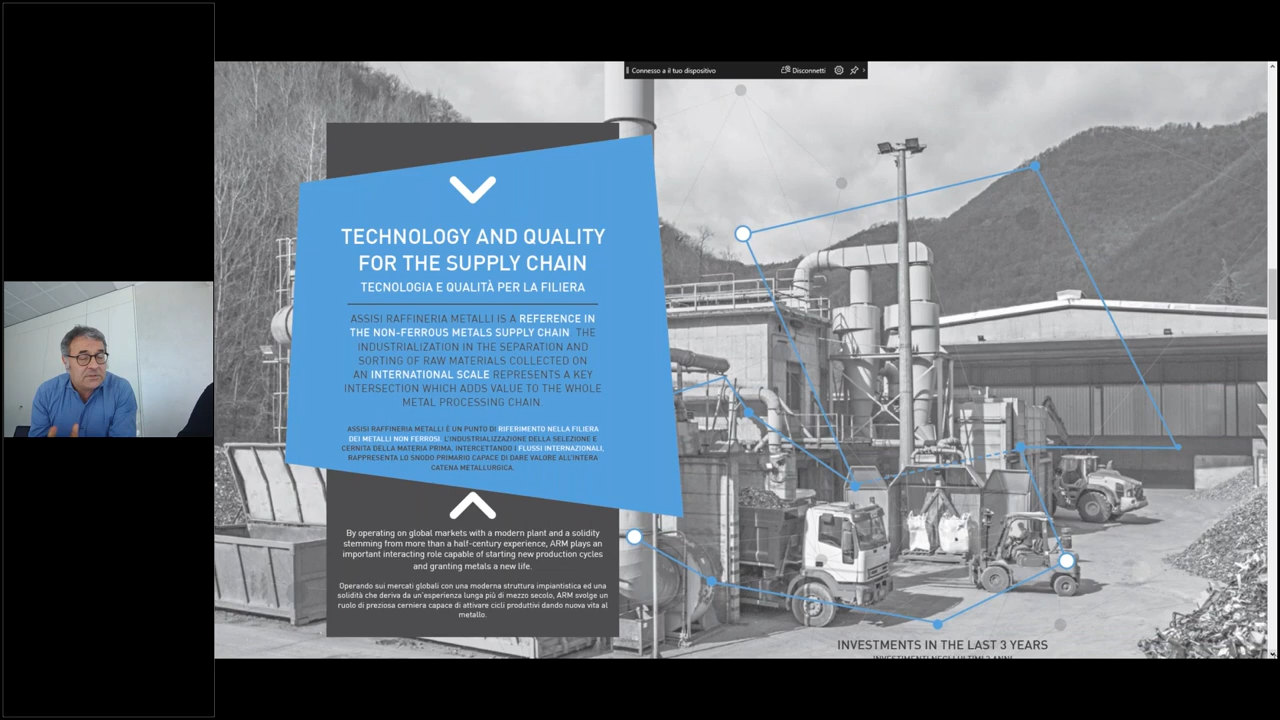 Connesso a il tuo dispositivo
Disconnetti
TECHNOLOGY AND QUALITY
FOR THE SUPPLY CHAIN
TECNOLOGIA E QUALITÀ PER LA FILIERA
ASSISI RAFFINERIA METALLI IS A REFERENCE IN
THE NON-FERROUS METALS SUPPLY CHAIN THE
INDUSTRIALIZATION IN THE SEPARATION AND
SORTING OF RAW MATERIALS COLLECTED ON
AN INTERNATIONAL SCALE REPRESENTS A KEY
INTERSECTION WHICH ADDS VALUE TO THE WHOLE
METAL PROCESSING CHAIN.
ASSISI RAFFINERIA METALLI È UN PUNTO DI RIFERIMENTO NELLA FILIERA
DEI METALLI NON FERROSI L'INDUSTRIALIZZAZIONE DELLA SELEZIONE E
CERNITA DELLA MATERIA PRIMA, INTERCETTANDO I FLUSSI INTERNAZIONALI,
RAPPRESENTA LO SNODO PRIMARIO CAPACE DI DARE VALORE ALL'INTERA
CATENA METALLURGICA.
By operating on global markets with a modern plant and a solidity
stemming from more than a half-century experience, ARM plays an
important interacting role capable of starting new production cycles
and granting metals a new life.
Operando sui mercati globali con una moderna struttura impiantistica ed una
solidità che deriva da un'esperienza lunga più di mezzo secolo, ARM svolge un
ruolo di preziosa cerniera capace di attivare cicli produttivi dando nuova vita al
metallo.
INVESTMENTS IN THE LAST 3 YEARS
INVESTIMENTI NEGLI ULTIMI 3 ANNI